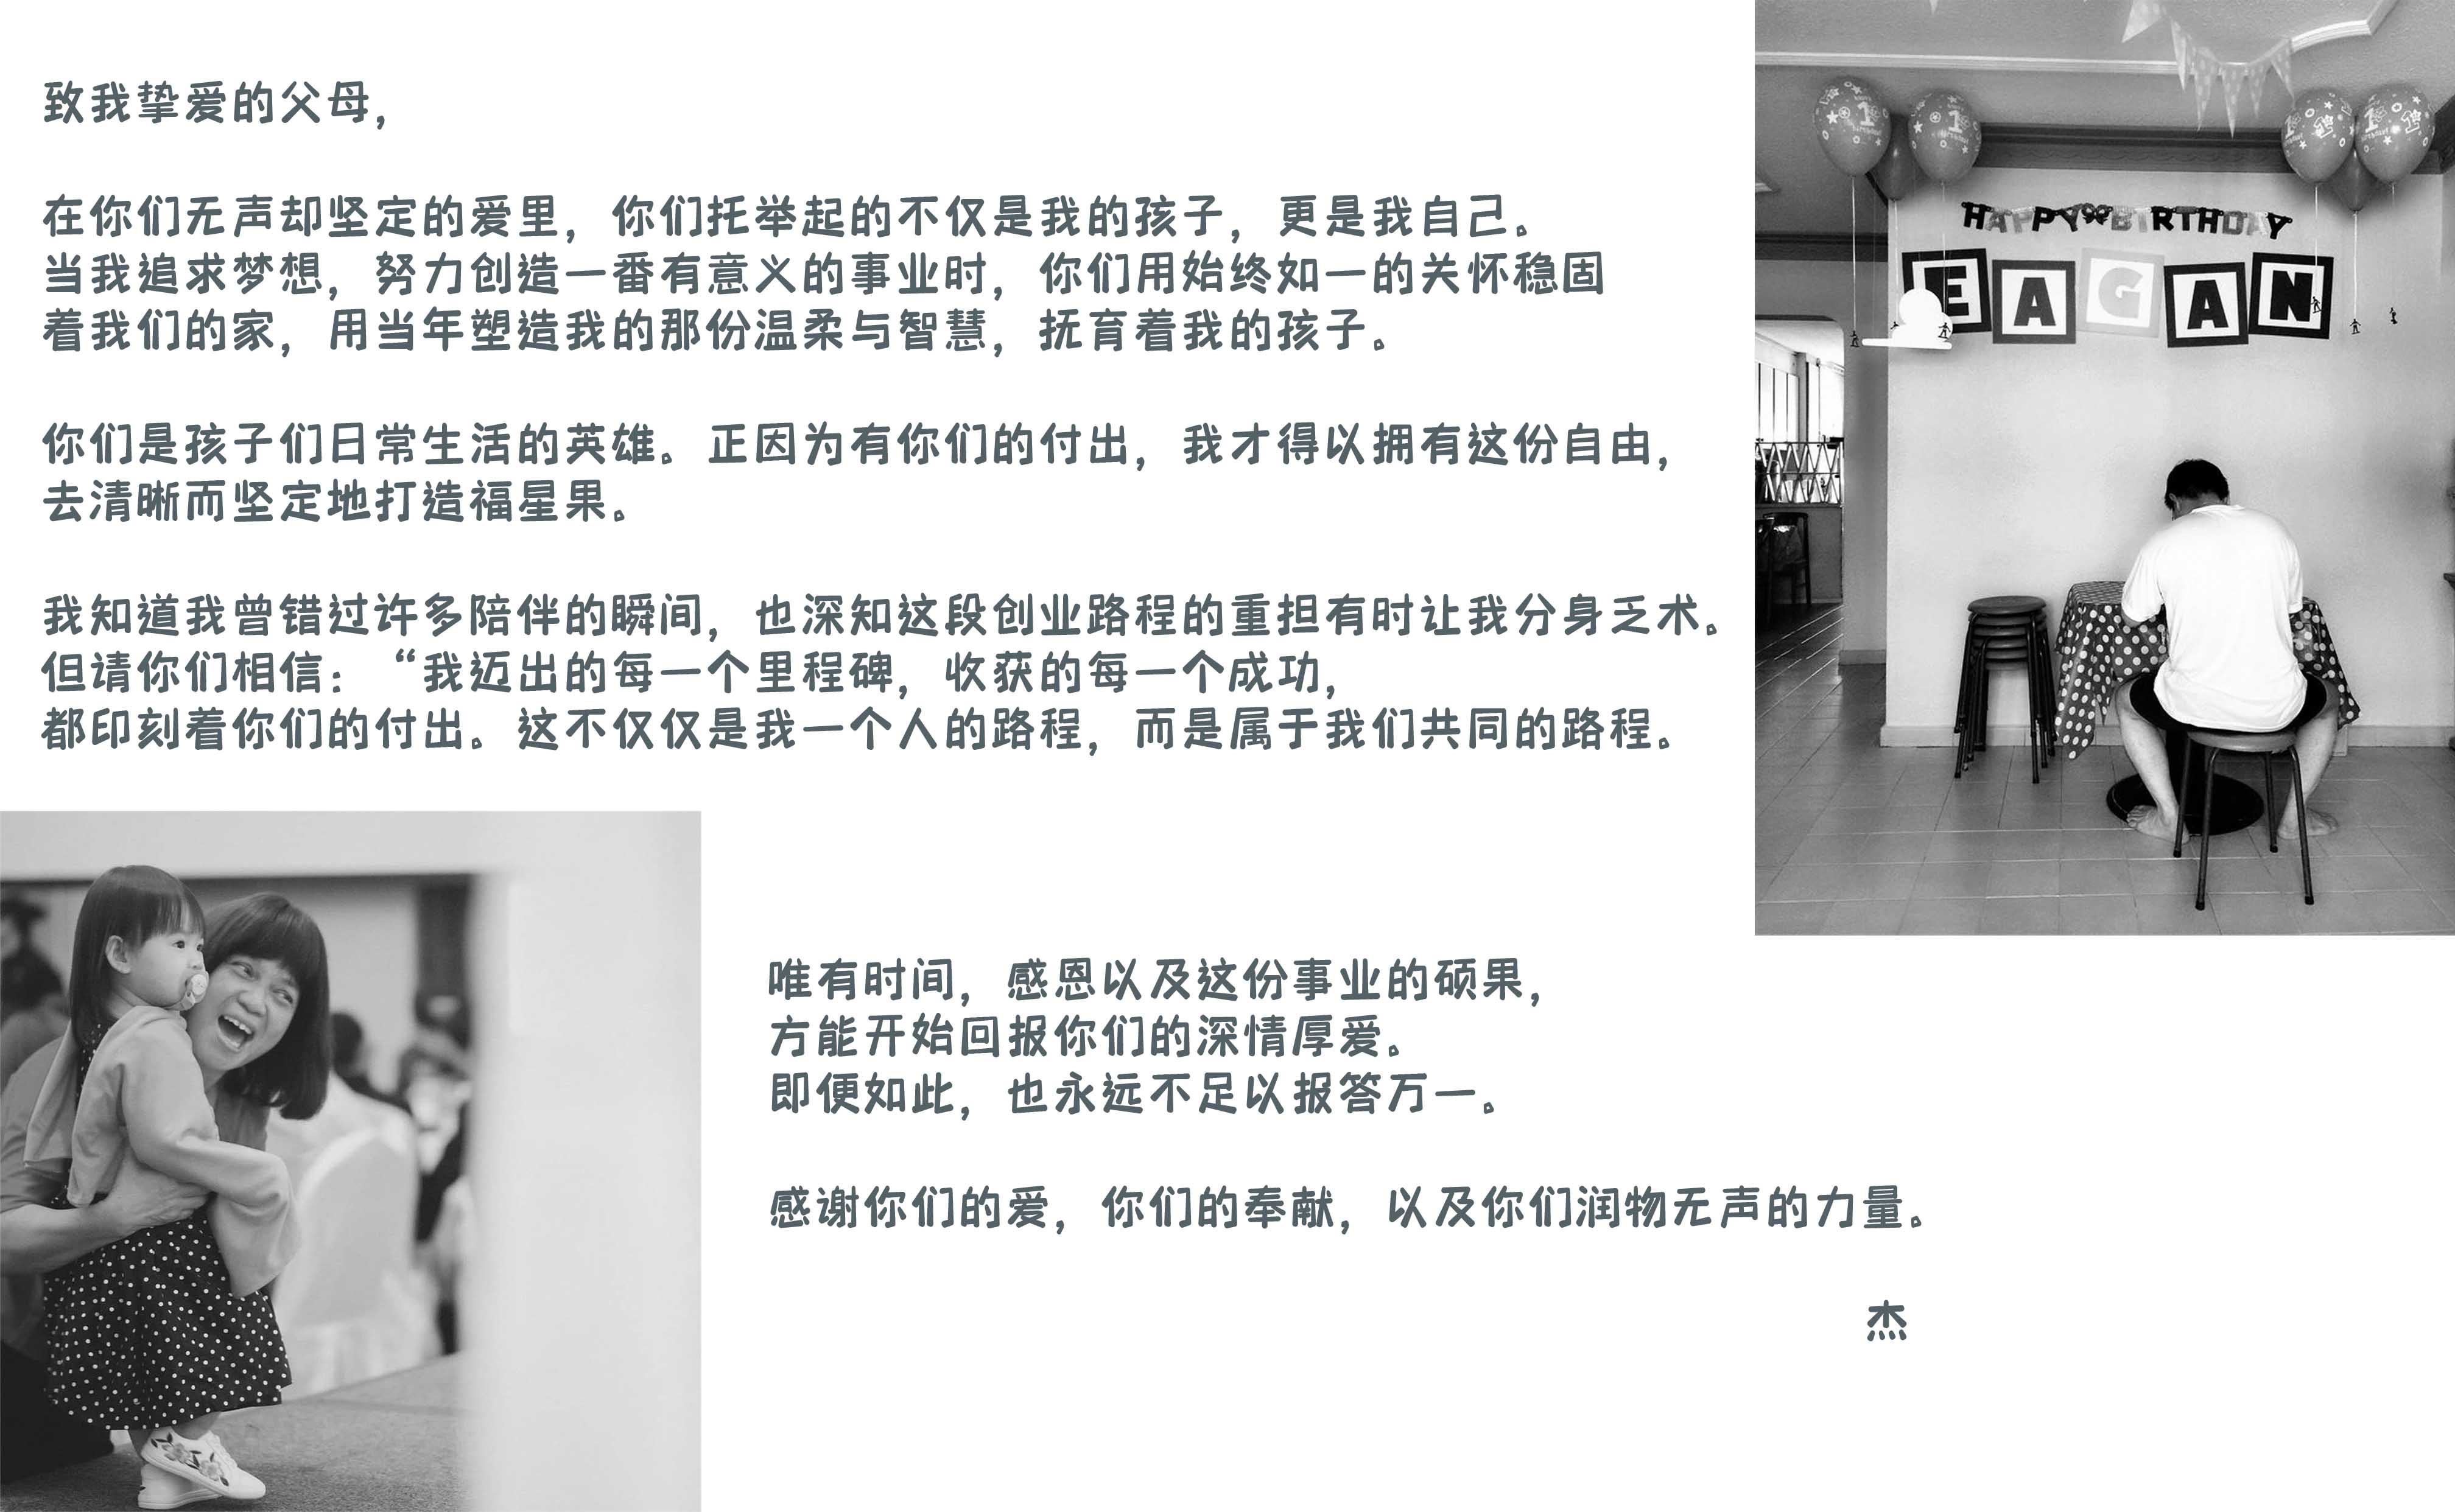 致我挚爱的父母，
在你们无声却坚定的爱里，你们托举起的不仅是我的孩子，更是我自己。
当我追求梦想，努力创造一番有意义的事业时，你们用始终如一的关怀稳固
着我们的家，用当年塑造我的那份温柔与智慧，抚育着我的孩子。
你们是孩子们日常生活的英雄。正因为有你们的付出，我才得以拥有这份自由，
去清晰而坚定地打造福星果。
我知道我曾错过许多陪伴的瞬间，也深知这段创业路程的重担有时让我分身乏术。
但请你们相信：“我迈出的每一个里程碑，收获的每一个成功，
都印刻着你们的付出。这不仅仅是我一个人的路程，而是属于我们共同的路程。
HAPPY BIRTHDAY
EAGAN
唯有时间，感恩以及这份事业的硕果，
方能开始回报你们的深情厚爱。
即便如此，也永远不足以报答万一。
感谢你们的爱，你们的奉献，以及你们润物无声的力量。
杰